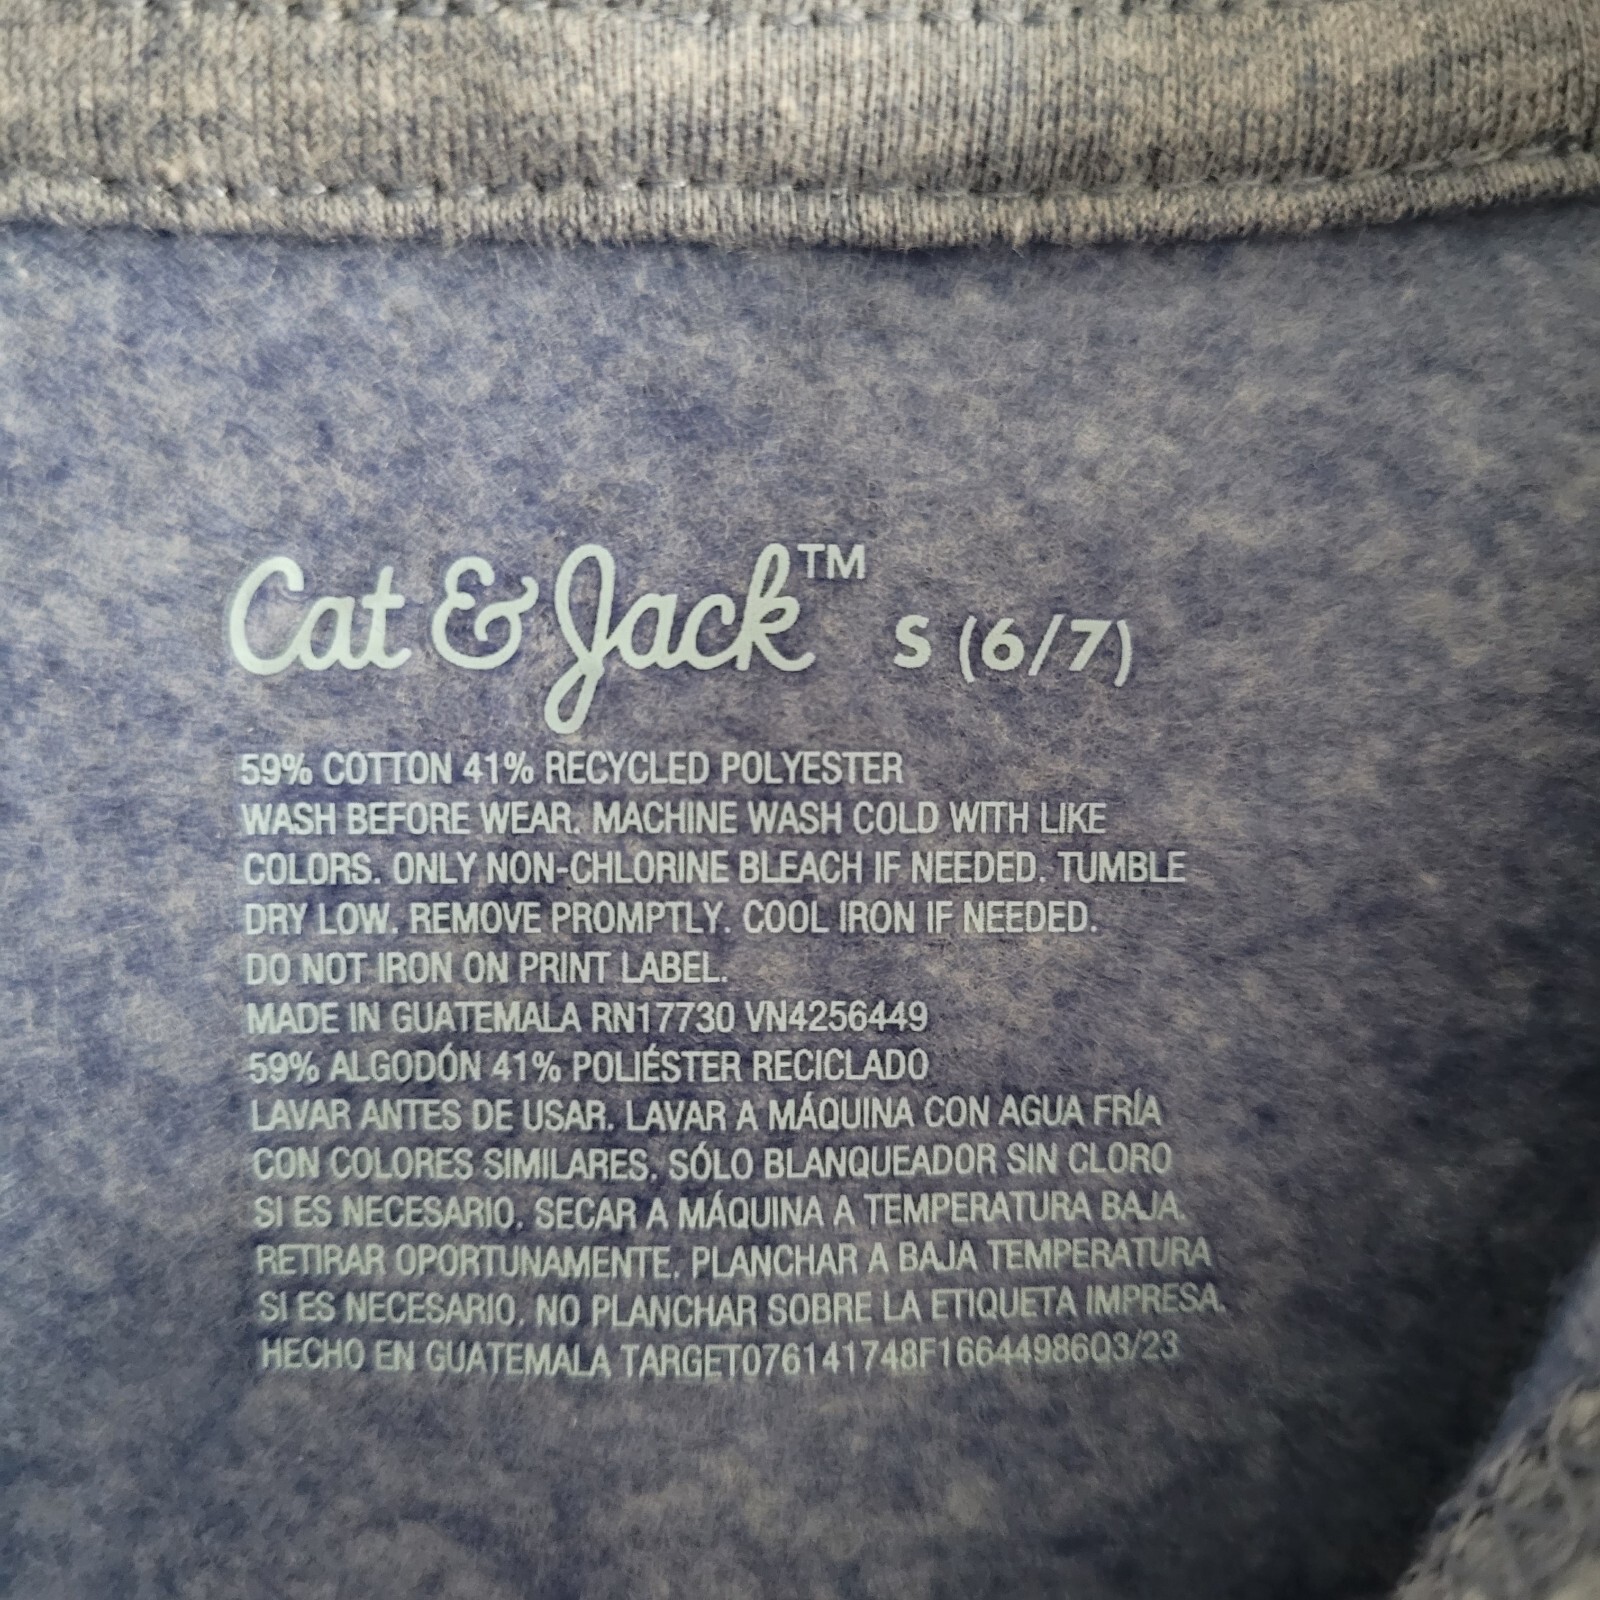 Cat & Jack™ S (6/7)
59% COTTON 41% RECYCLED POLYESTER
WASH BEFORE WEAR. MACHINE WASH COLD WITH LIKE
COLORS. ONLY NON-CHLORINE BLEACH IF NEEDED. TUMBLE
DRY LOW. REMOVE PROMPTLY. COOL IRON IF NEEDED.
DO NOT IRON ON PRINT LABEL.
MADE IN GUATEMALA RN17730 VN4256449
59% ALGODÓN 41% POLIÉSTER RECICLADO
LAVAR ANTES DE USAR. LAVAR A MÁQUINA CON AGUA FRÍA
CON COLORES SIMILARES. SÓLO BLANQUEADOR SIN CLORO
SI ES NECESARIO. SECAR A MÁQUINA A TEMPERATURA BAJA.
RETIRAR OPORTUNAMENTE. PLANCHAR A BAJA TEMPERATURA
SI ES NECESARIO. NO PLANCHAR SOBRE LA ETIQUETA IMPRESA.
HECHO EN GUATEMALA TARGET076141748F16644986Q3/23